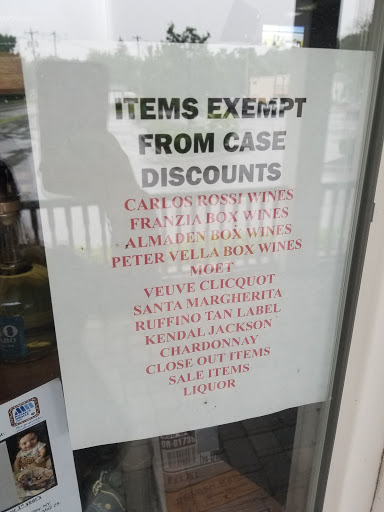 ITEMS EXEMPT
FROM CASE
DISCOUNTS
CARLOS ROSSI WINES
FRANZIA BOX WINES
ALMADEN BOX WINES
PETER VELLA BOX WINES
MOET
VEUVE CLICQUOT
SANTA MARGHERITA
RUFFINO TAN LABEL
KENDAL JACKSON
CHARDONNAY
CLOSE OUT ITEMS
SALE ITEMS
LIQUOR